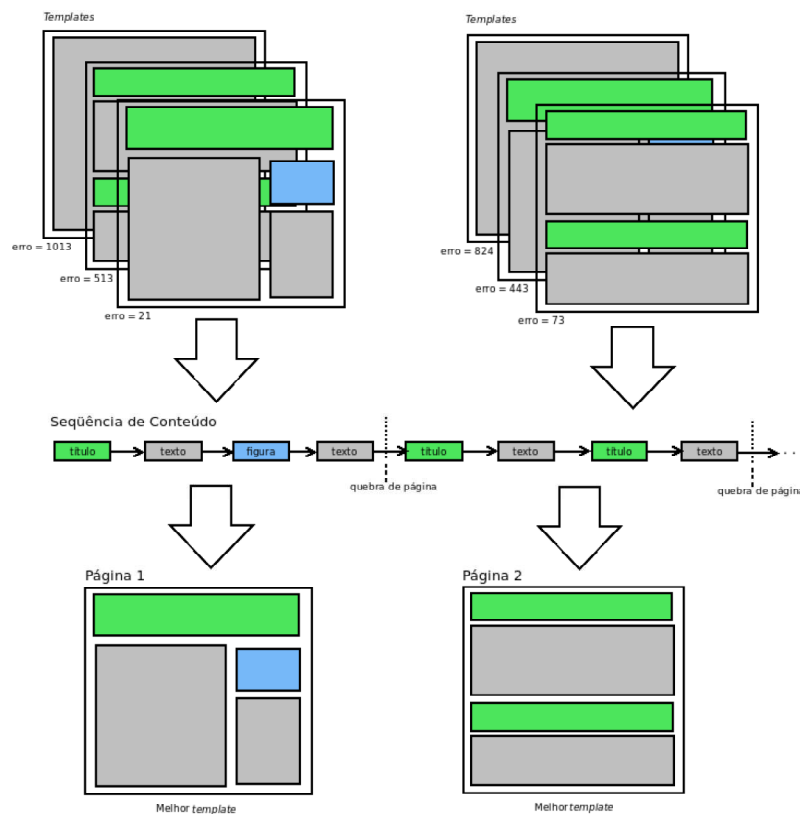 Templates
Templates
erro = 1013
erro = 513
erro = 21
erro = 824
erro = 443
erro = 73
Seqüência de Conteúdo
título texto figura texto título texto título texto . . .
quebra de página
quebra de página
Página 1
Página 2
Melhor template
Melhor template